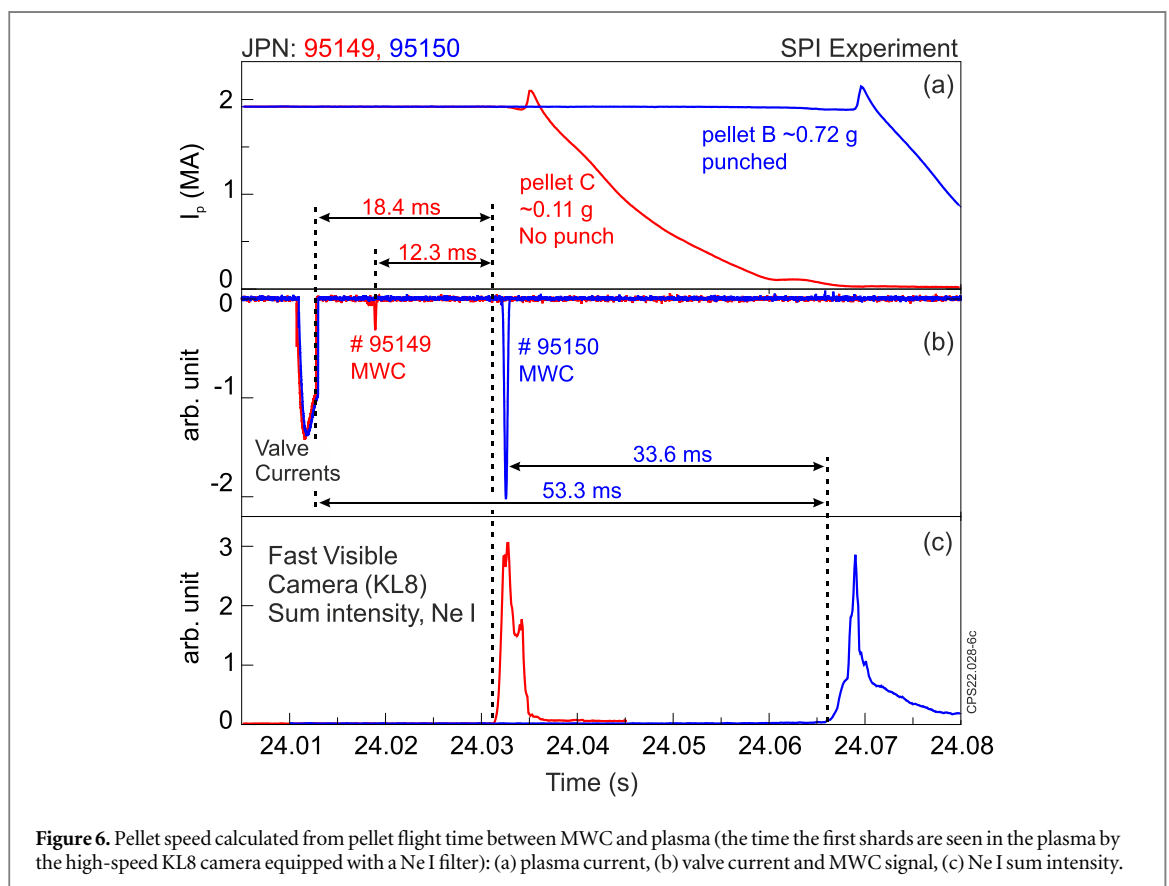 JPN: 95149, 95150 SPI Experiment
(a)
2
1
0
Ip (MA)
pellet B ~0.72 g
punched
pellet C
~0.11 g
No punch
18.4 ms
12.3 ms
0
-1
-2
arb. unit
(b)
# 95149
MWC
# 95150
MWC
Valve
Currents
33.6 ms
53.3 ms
(c)
3
2
1
0
arb. unit
Fast Visible
Camera (KL8)
Sum intensity, Ne I
CPS22.028-6c
24.01 24.02 24.03 24.04 24.05 24.06 24.07 24.08
Time (s)
Figure 6. Pellet speed calculated from pellet flight time between MWC and plasma (the time the first shards are seen in the plasma by
the high-speed KL8 camera equipped with a Ne I filter): (a) plasma current, (b) valve current and MWC signal, (c) Ne I sum intensity.